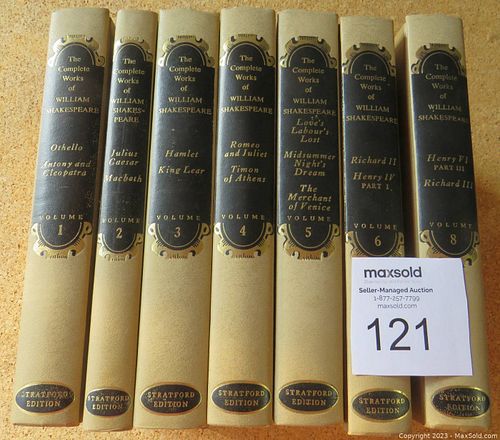 The
Complete
Works
of
WILLIAM
SHAKESPEARE
Othello
Antony and
Cleopatra
VOLUME
1
STRATFORD
EDITION
The
Complete
Works
of
WILLIAM
SHAKES-
PEARE
Julius
Caesar
Macbeth
VOLUME
2
STRATFORD
EDITION
The
Complete
Works
of
WILLIAM
SHAKESPEARE
Hamlet
King Lear
VOLUME
3
STRATFORD
EDITION
The
Complete
Works
of
WILLIAM
SHAKESPEARE
Romeo
and Juliet
Timon
of Athens
VOLUME
4
STRATFORD
EDITION
The
Complete
Works
of
WILLIAM
SHAKESPEARE
Love's
Labour's
Lost
Midsummer
Night's
Dream
The
Merchant
of Venice
VOLUME
5
STRATFORD
EDITION
The
Complete
Works
of
WILLIAM
SHAKESPEARE
Richard II
Henry IV
PART I
VOLUME
6
STRATFORD
EDITION
The
Complete
Works
of
WILLIAM
SHAKESPEARE
Henry VI
PART III
Richard III
VOLUME
8
STRATFORD
EDITION
maxsold
Seller-Managed Auction
1-877-257-7799
maxsold.com
121
Copyright 2023 - MaxSold.com